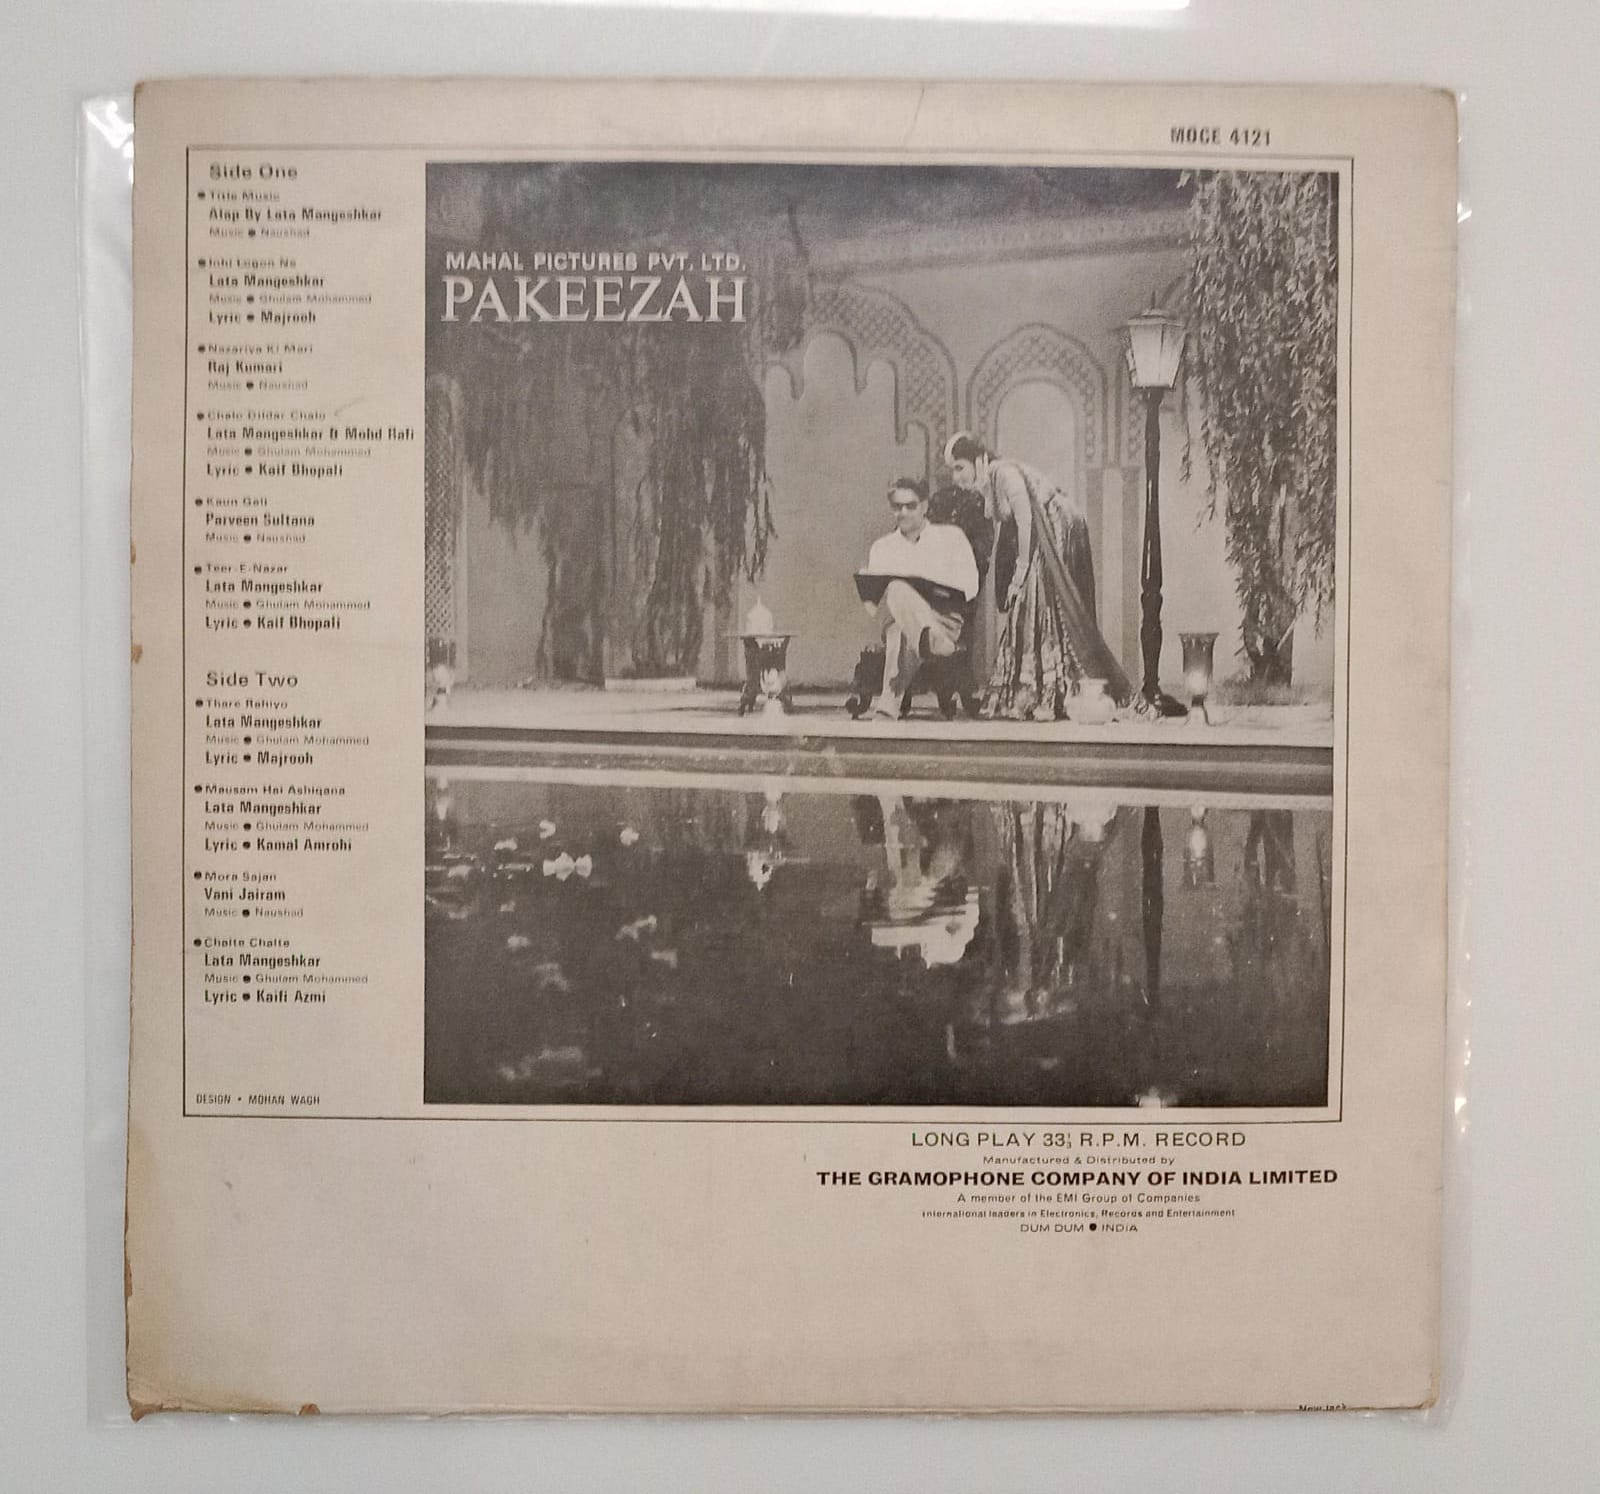 MOCE 4121
Side One
● Title Music
Alap By Lata Mangeshkar
Music ● Naushad
● Inhi Logon Ne
Lata Mangeshkar
Music ● Ghulam Mohammed
Lyric ● Majrooh
● Nazariya Ki Mari
Raj Kumari
Music ● Naushad
● Chalo Dildar Chalo
Lata Mangeshkar & Mohd Rafi
Music ● Ghulam Mohammed
Lyric ● Kaif Bhopali
● Kaun Gali
Parveen Sultana
Music ● Naushad
● Teer-E-Nazar
Lata Mangeshkar
Music ● Ghulam Mohammed
Lyric ● Kaif Bhopali
Side Two
● Thare Rahiyo
Lata Mangeshkar
Music ● Ghulam Mohammed
Lyric ● Majrooh
● Mausam Hai Ashiqana
Lata Mangeshkar
Music ● Ghulam Mohammed
Lyric ● Kamal Amrohi
● Mora Sajan
Vani Jairam
Music ● Naushad
● Chalte Chalte
Lata Mangeshkar
Music ● Ghulam Mohammed
Lyric ● Kaifi Azmi
DESIGN • MOHAN WAGH
MAHAL PICTURES PVT. LTD.
PAKEEZAH
LONG PLAY 33⅓ R.P.M. RECORD
Manufactured & Distributed by
THE GRAMOPHONE COMPANY OF INDIA LIMITED
A member of the EMI Group of Companies
International leaders in Electronics, Records and Entertainment
DUM DUM ● INDIA